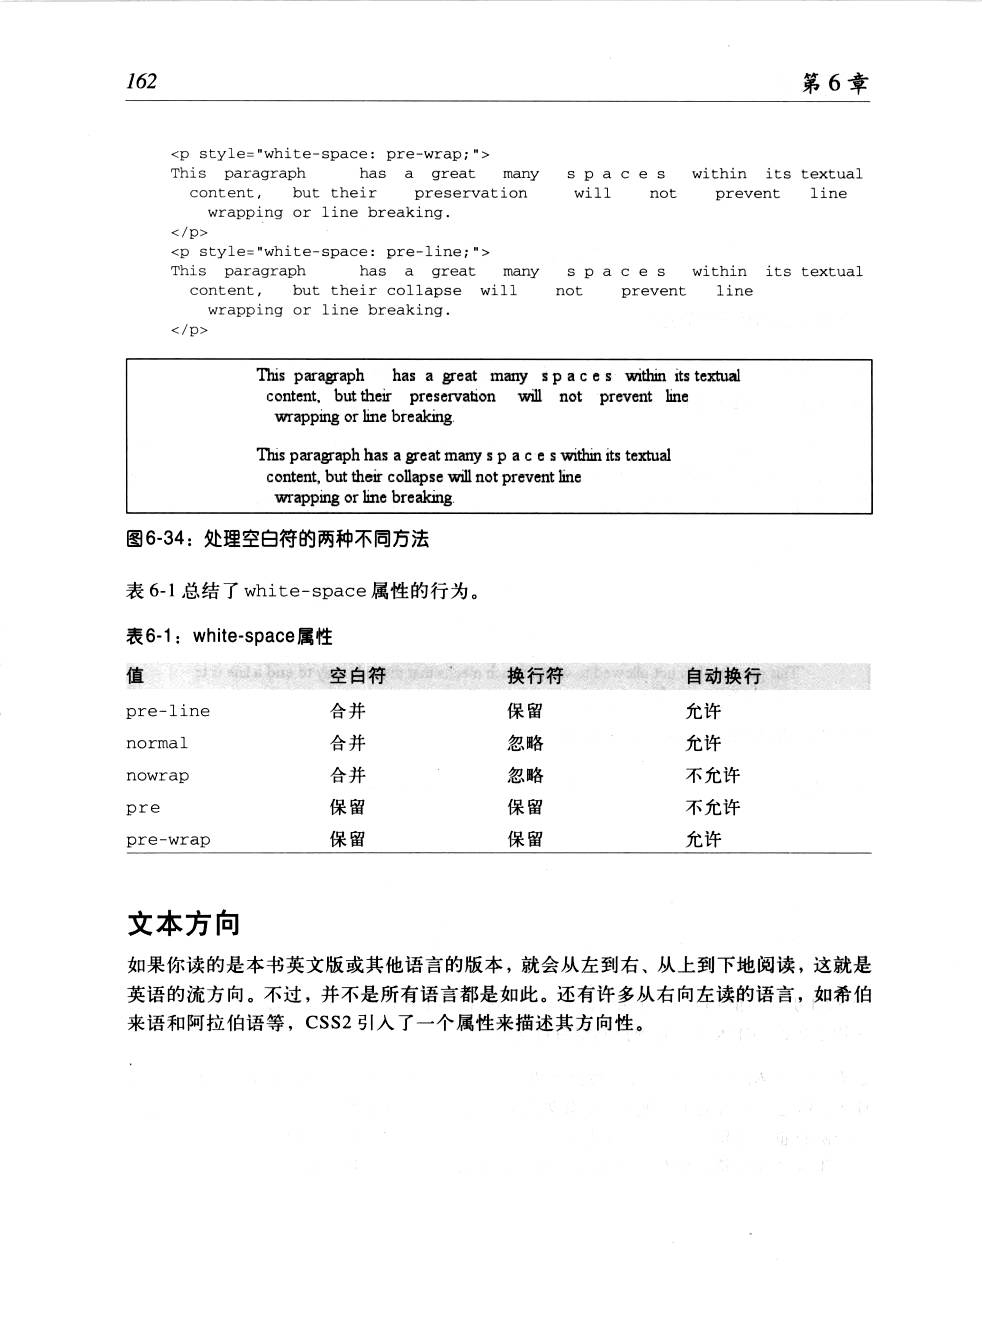 162
第 6 章
<p style="white-space: pre-wrap;">
This  paragraph      has  a  great   many   s p a c e s   within  its textual
  content,   but their    preservation     will    not    prevent   line
    wrapping or line breaking.
</p>
<p style="white-space: pre-line;">
This  paragraph      has  a  great   many   s p a c e s   within  its textual
  content,   but their collapse  will    not    prevent   line
    wrapping or line breaking.
</p>
This  paragraph      has  a  great   many   s p a c e s   within  its textual
  content,   but their    preservation     will    not    prevent   line
    wrapping or line breaking.
This paragraph has a great many s p a c e s within its textual
content, but their collapse will not prevent line
wrapping or line breaking.
图6-34：处理空白符的两种不同方法
表 6-1 总结了 white-space 属性的行为。
表6-1：white-space属性
值 空白符 换行符 自动换行
pre-line 合并 保留 允许
normal 合并 忽略 允许
nowrap 合并 忽略 不允许
pre 保留 保留 不允许
pre-wrap 保留 保留 允许
文本方向
如果你读的是本书英文版或其他语言的版本，就会从左到右、从上到下地阅读，这就是
英语的流方向。不过，并不是所有语言都是如此。还有许多从右向左读的语言，如希伯
来语和阿拉伯语等，CSS2 引入了一个属性来描述其方向性。